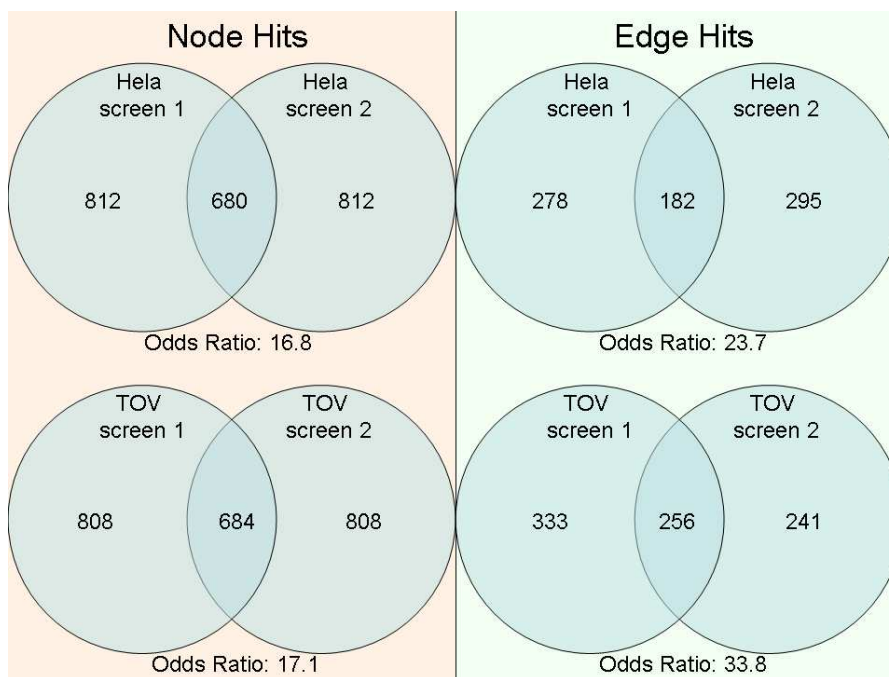 Node Hits
Hela
screen 1
Hela
screen 2
812
680
812
Odds Ratio: 16.8
TOV
screen 1
TOV
screen 2
808
684
808
Odds Ratio: 17.1
Edge Hits
Hela
screen 1
Hela
screen 2
278
182
295
Odds Ratio: 23.7
TOV
screen 1
TOV
screen 2
333
256
241
Odds Ratio: 33.8